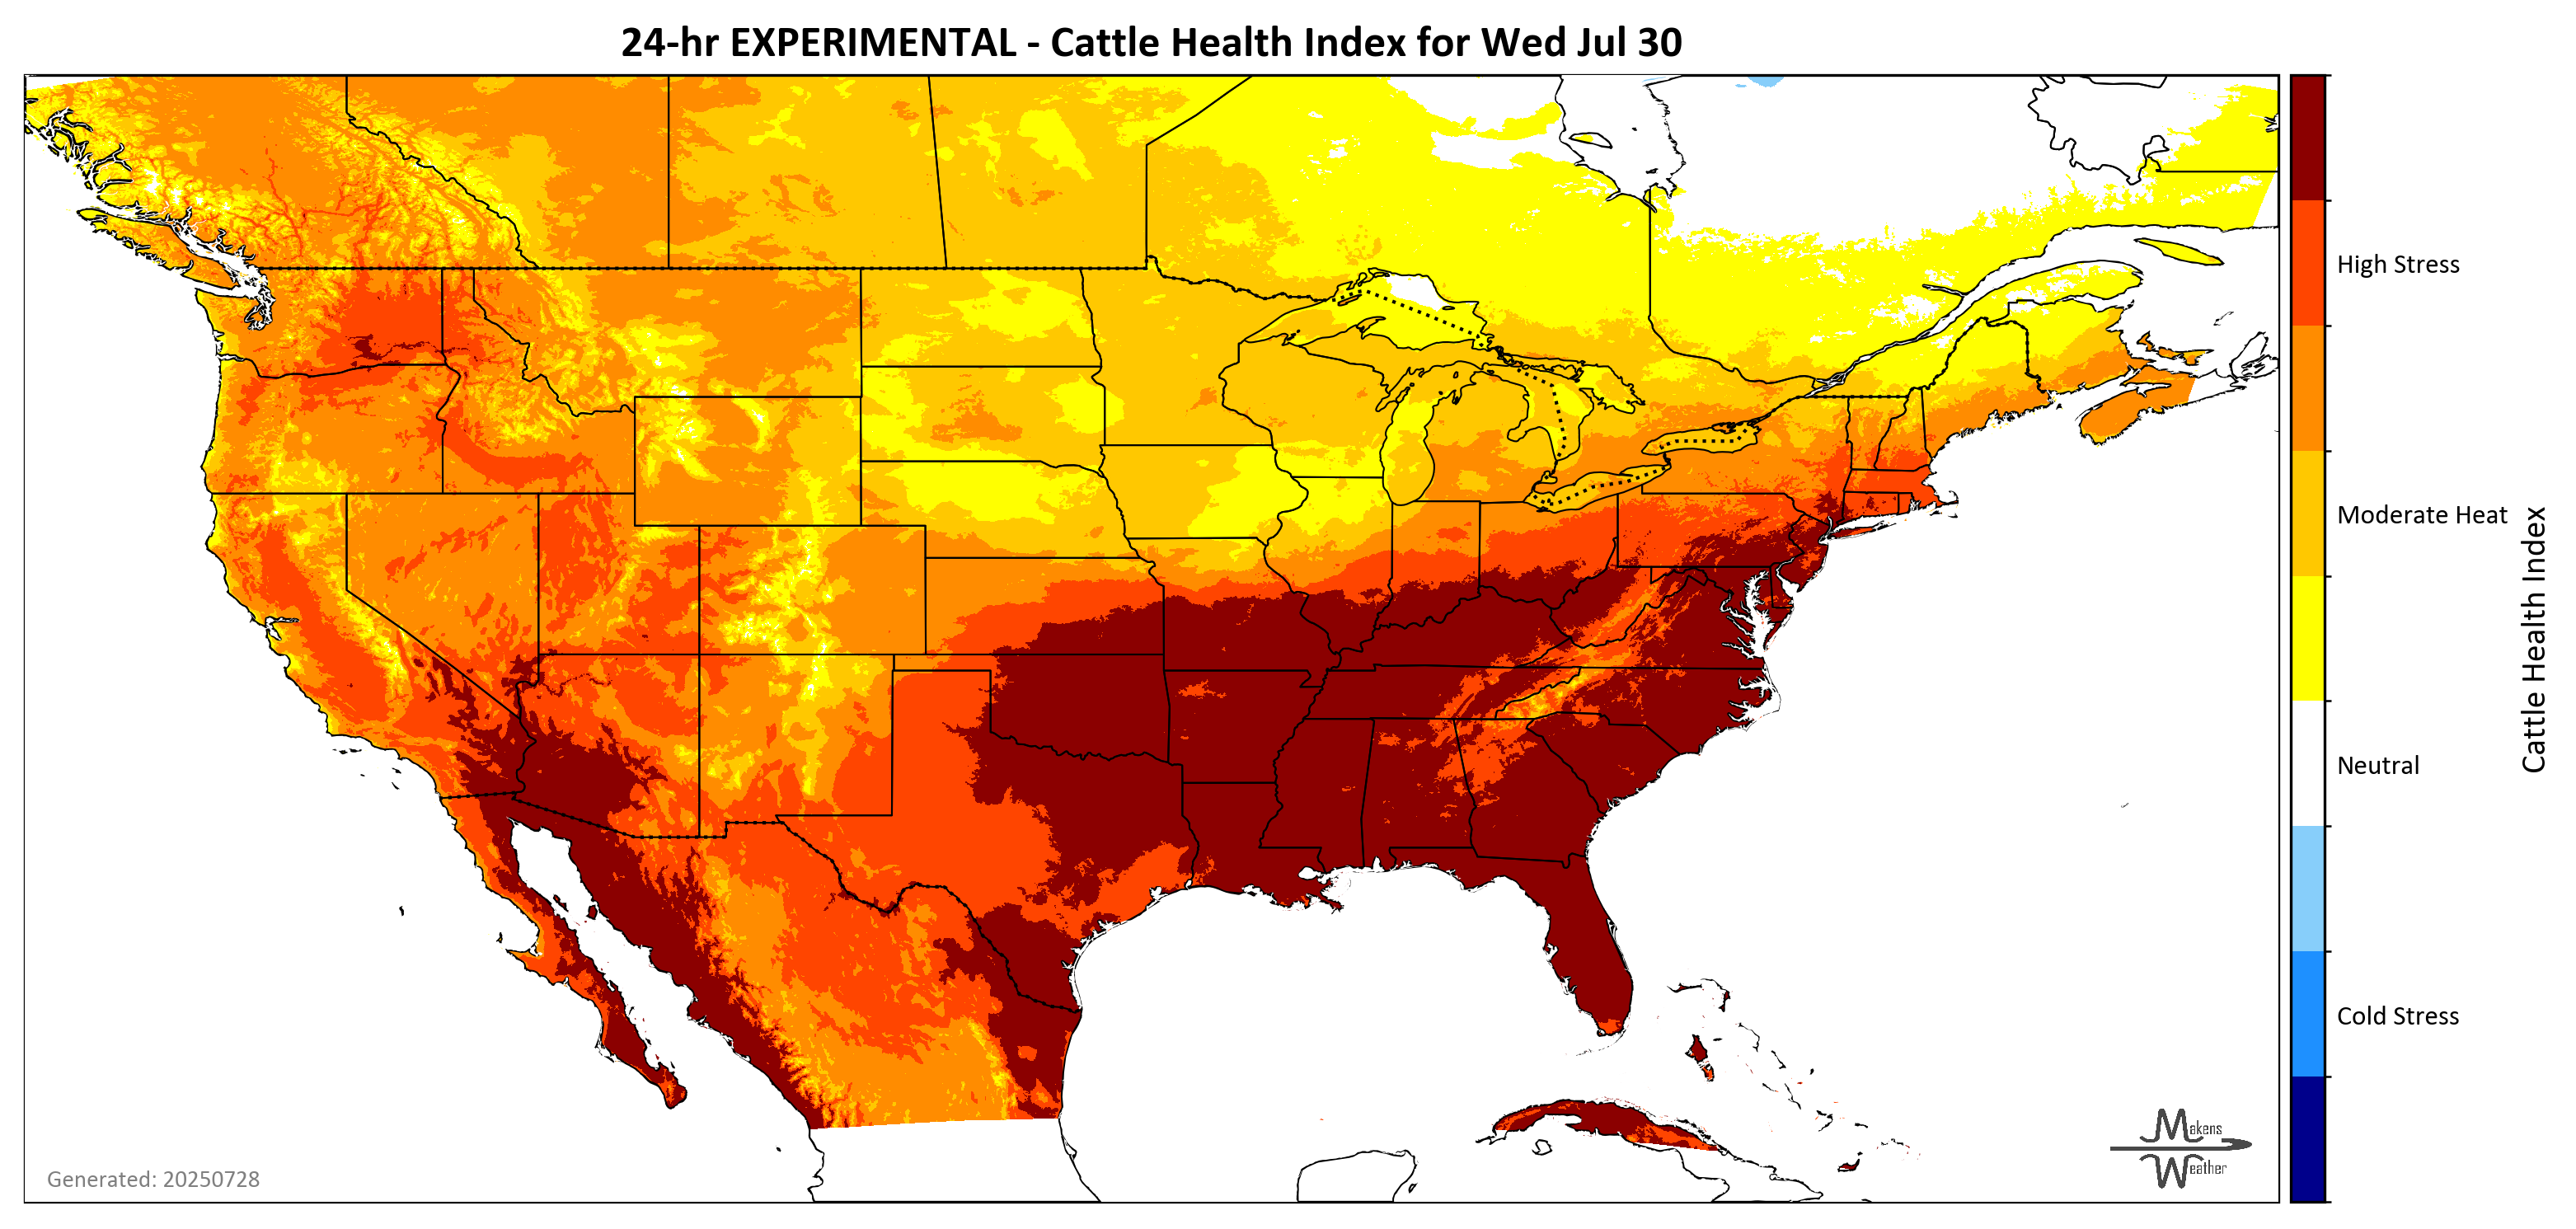 24-hr EXPERIMENTAL - Cattle Health Index for Wed Jul 30
High Stress
Moderate Heat
Neutral
Cold Stress
Cattle Health Index
Generated: 20250728
Makens
Weather